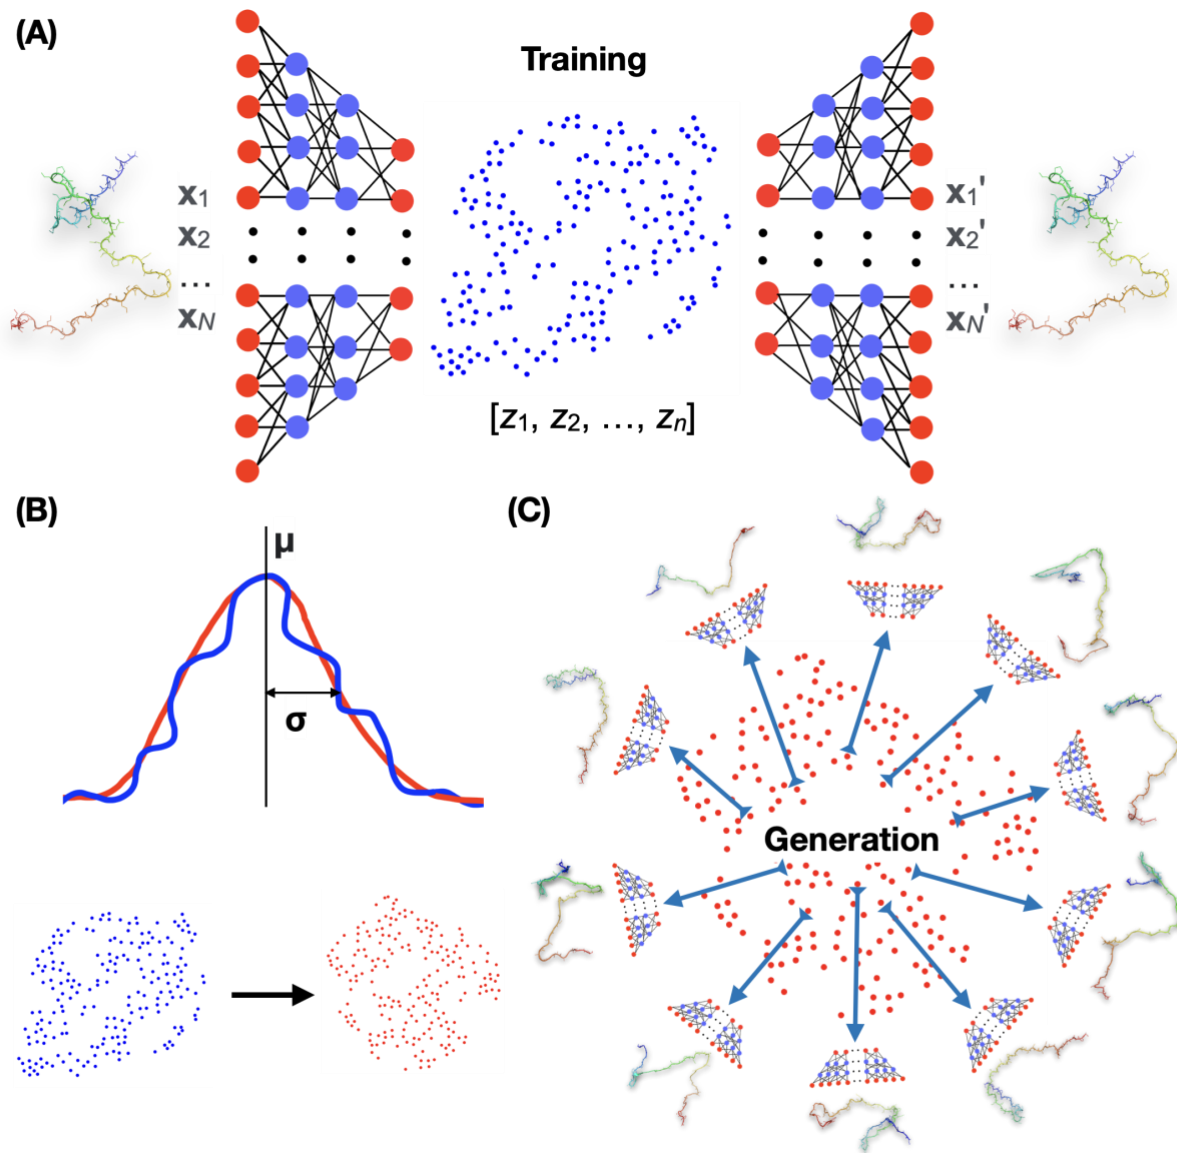 (A)
Training
x1
x2
...
xN
x1'
x2'
...
xN'
[z1, z2, ..., zn]
(B)
μ
σ
(C)
Generation